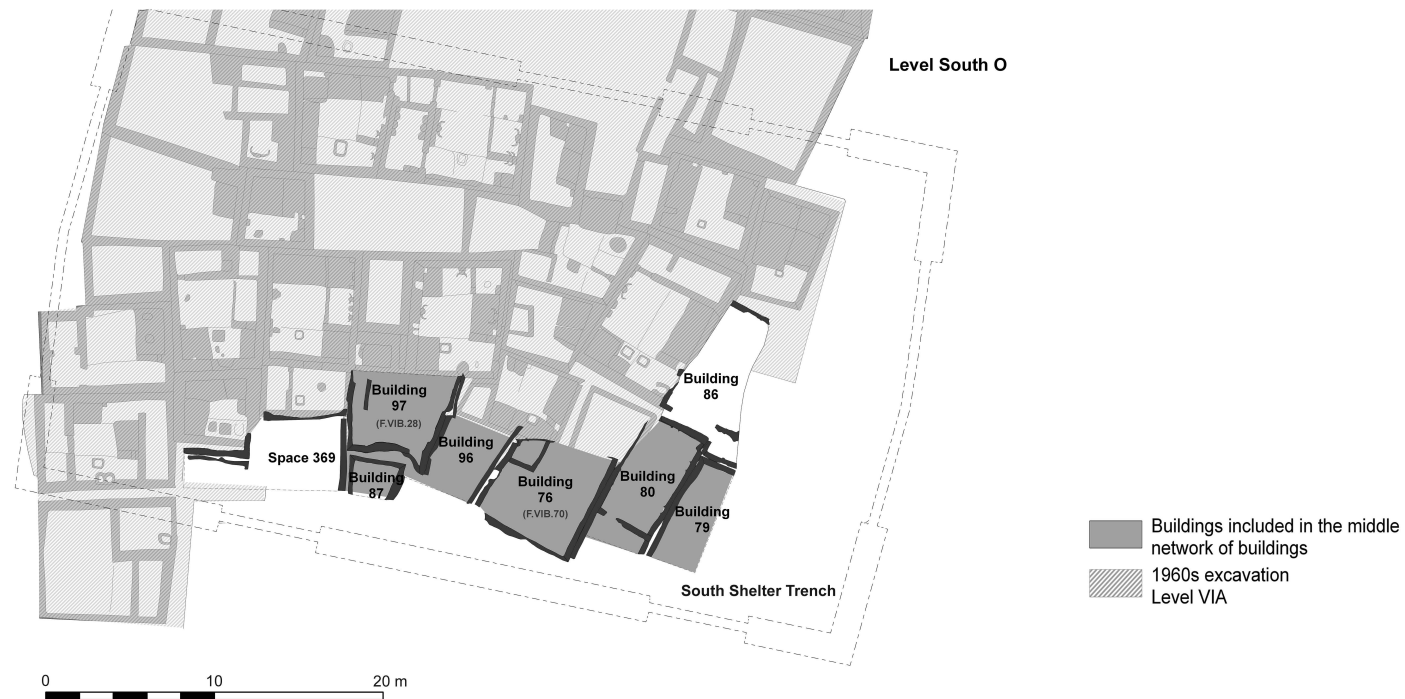 Level South O
Building
86
Building
97
(F.VIB.28)
Building
96
Space 369
Building
87
Building
76
(F.VIB.70)
Building
80
Building
79
South Shelter Trench
Buildings included in the middle
network of buildings
1960s excavation
Level VIA
0 10 20 m